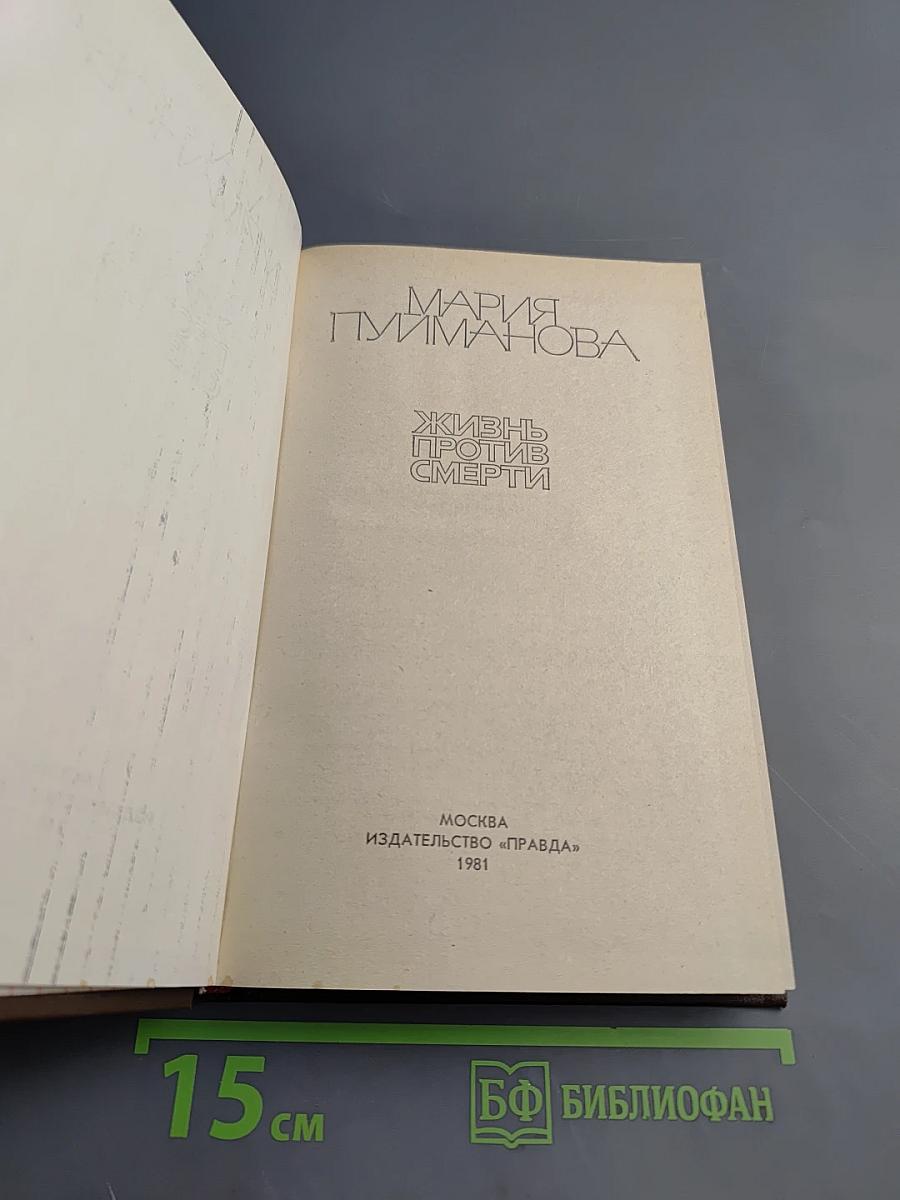 МАРИЯ
ПУЙМАНОВА
ЖИЗНЬ
ПРОТИВ
СМЕРТИ
МОСКВА
ИЗДАТЕЛЬСТВО «ПРАВДА»
1981
15 см
БФ БИБЛИОФАН